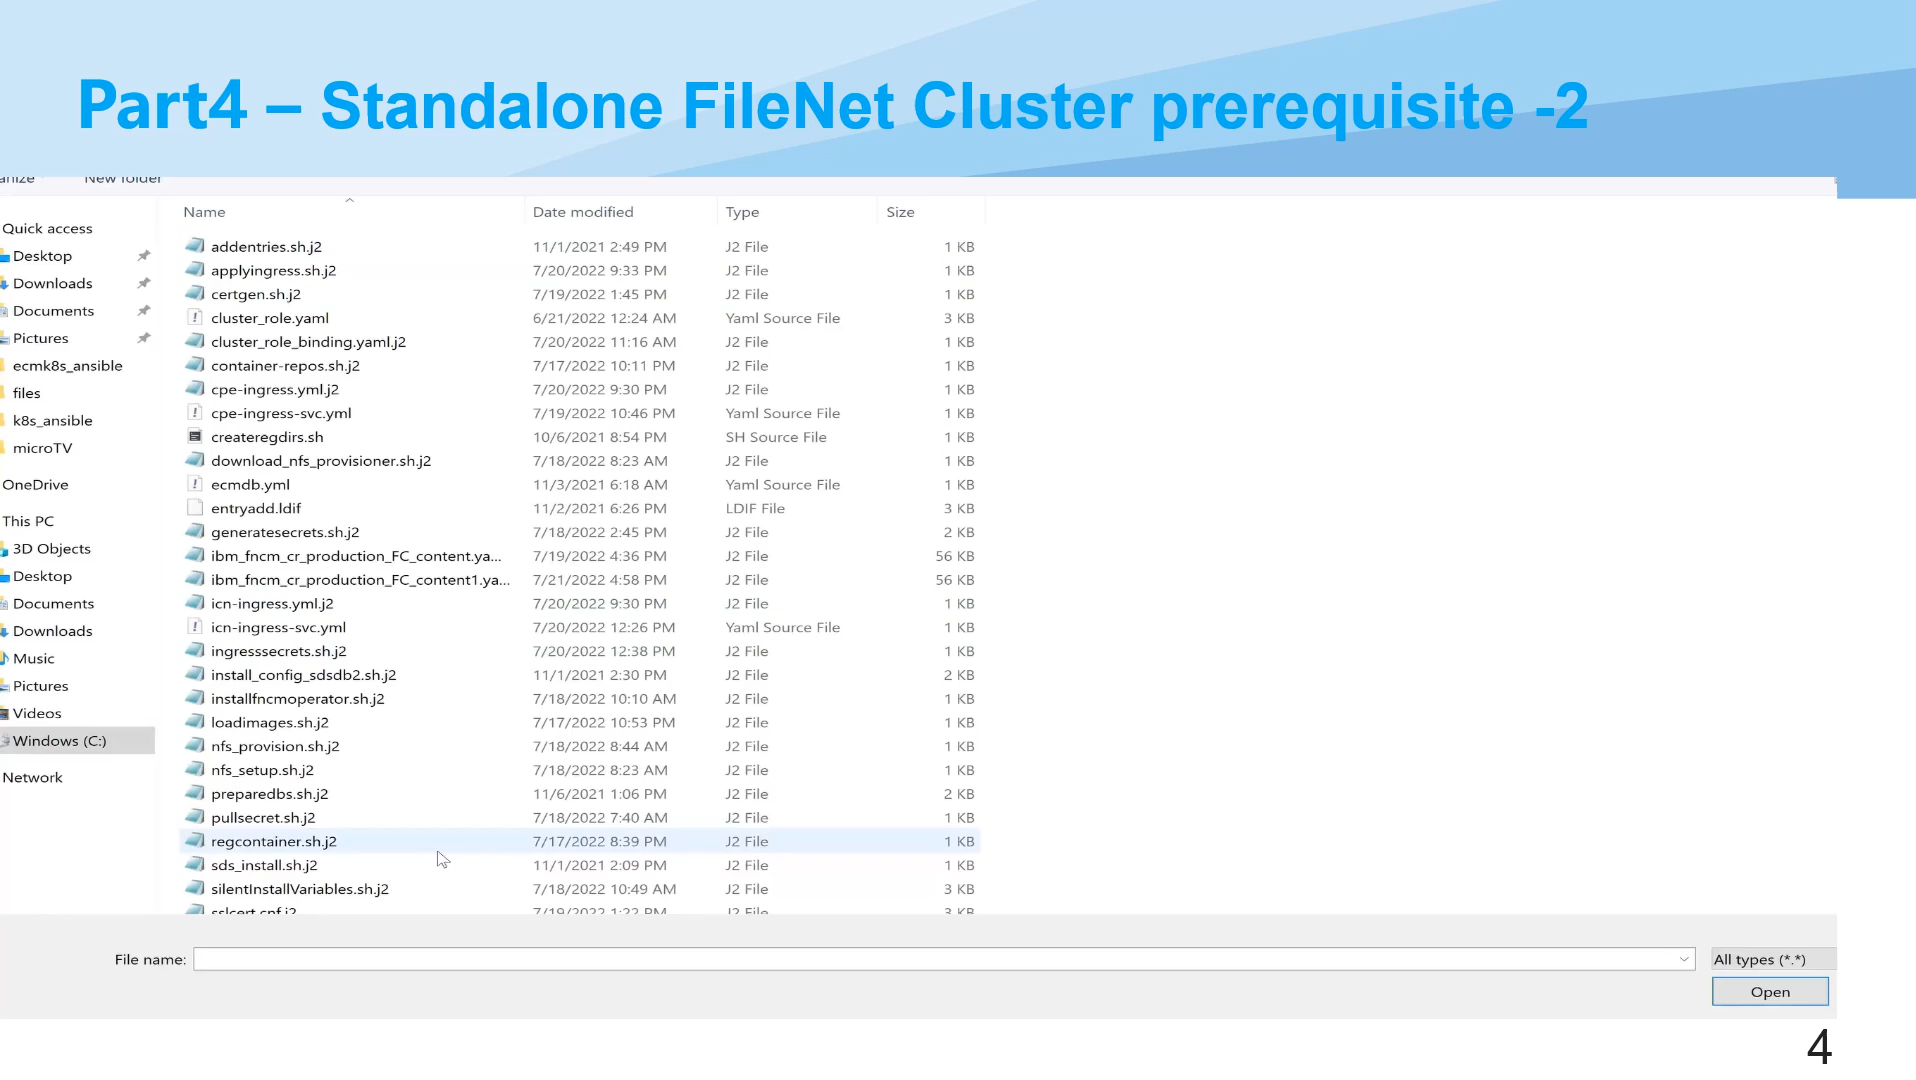 Part4 – Standalone FileNet Cluster prerequisite -2
New folder
Name Date modified Type Size
Quick access
Desktop
Downloads
Documents
Pictures
ecmk8s_ansible
files
k8s_ansible
microTV
OneDrive
This PC
3D Objects
Desktop
Documents
Downloads
Music
Pictures
Videos
Windows (C:)
Network
addentries.sh.j2 11/1/2021 2:49 PM J2 File 1 KB
applyingress.sh.j2 7/20/2022 9:33 PM J2 File 1 KB
certgen.sh.j2 7/19/2022 1:45 PM J2 File 1 KB
cluster_role.yaml 6/21/2022 12:24 AM Yaml Source File 3 KB
cluster_role_binding.yaml.j2 7/20/2022 11:16 AM J2 File 1 KB
container-repos.sh.j2 7/17/2022 10:11 PM J2 File 1 KB
cpe-ingress.yml.j2 7/20/2022 9:30 PM J2 File 1 KB
cpe-ingress-svc.yml 7/19/2022 10:46 PM Yaml Source File 1 KB
createregdirs.sh 10/6/2021 8:54 PM SH Source File 1 KB
download_nfs_provisioner.sh.j2 7/18/2022 8:23 AM J2 File 1 KB
ecmdb.yml 11/3/2021 6:18 AM Yaml Source File 1 KB
entryadd.ldif 11/2/2021 6:26 PM LDIF File 3 KB
generatesecrets.sh.j2 7/18/2022 2:45 PM J2 File 2 KB
ibm_fncm_cr_production_FC_content.ya... 7/19/2022 4:36 PM J2 File 56 KB
ibm_fncm_cr_production_FC_content1.ya... 7/21/2022 4:58 PM J2 File 56 KB
icn-ingress.yml.j2 7/20/2022 9:30 PM J2 File 1 KB
icn-ingress-svc.yml 7/20/2022 12:26 PM Yaml Source File 1 KB
ingresssecrets.sh.j2 7/20/2022 12:38 PM J2 File 1 KB
install_config_sdsdb2.sh.j2 11/1/2021 2:30 PM J2 File 2 KB
installfncmoperator.sh.j2 7/18/2022 10:10 AM J2 File 1 KB
loadimages.sh.j2 7/17/2022 10:53 PM J2 File 1 KB
nfs_provision.sh.j2 7/18/2022 8:44 AM J2 File 1 KB
nfs_setup.sh.j2 7/18/2022 8:23 AM J2 File 1 KB
preparedbs.sh.j2 11/6/2021 1:06 PM J2 File 2 KB
pullsecret.sh.j2 7/18/2022 7:40 AM J2 File 1 KB
regcontainer.sh.j2 7/17/2022 8:39 PM J2 File 1 KB
sds_install.sh.j2 11/1/2021 2:09 PM J2 File 1 KB
silentInstallVariables.sh.j2 7/18/2022 10:49 AM J2 File 3 KB
sslcert.cnf.j2 7/19/2022 1:22 PM J2 File 3 KB
File name: All types (*.*)
Open
4